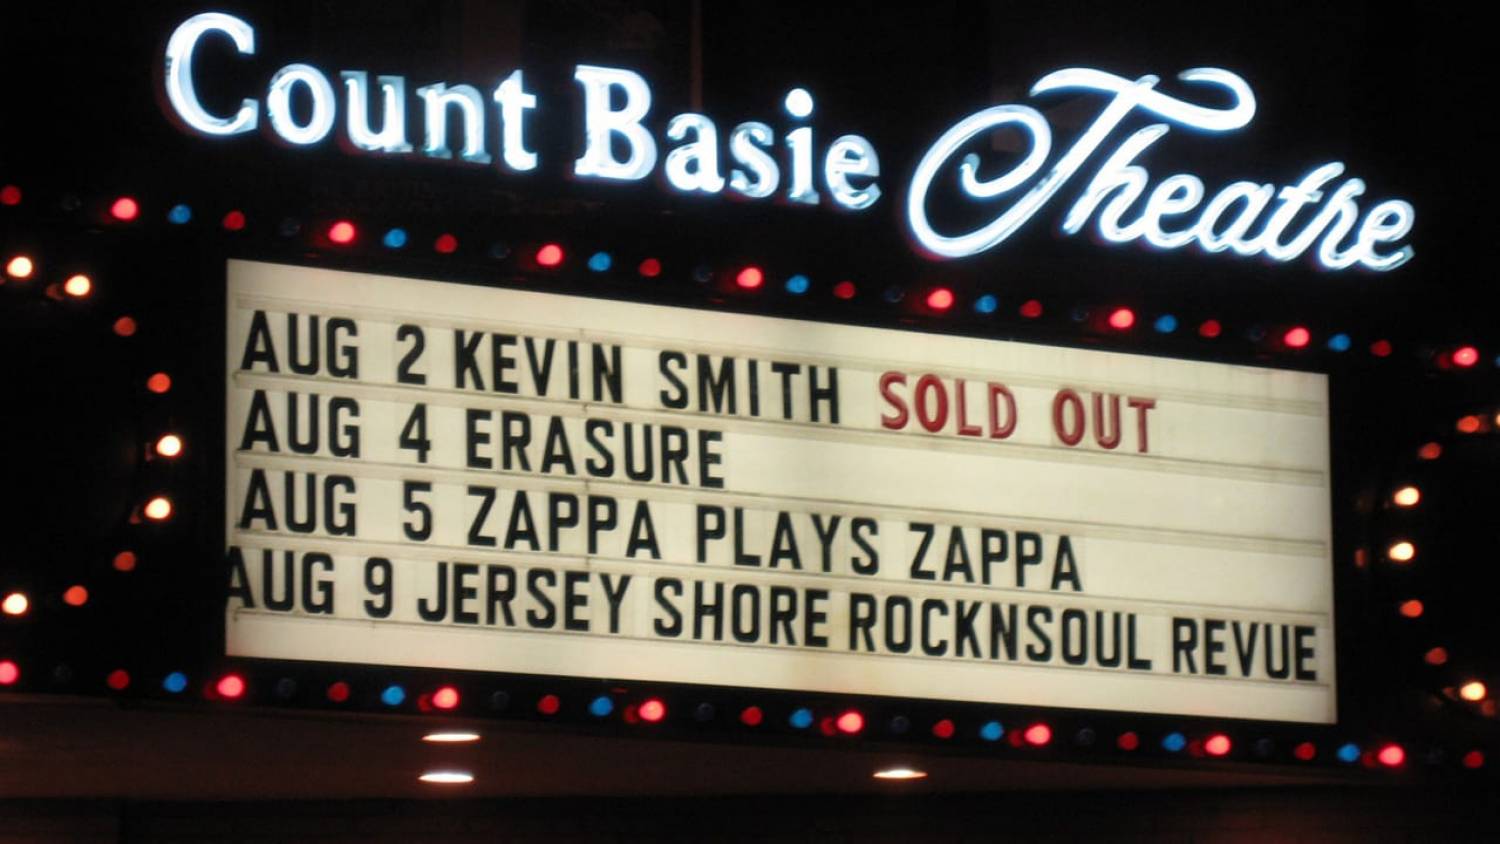 Count Basie Theatre
AUG 2 KEVIN SMITH SOLD OUT
AUG 4 ERASURE
AUG 5 ZAPPA PLAYS ZAPPA
AUG 9 JERSEY SHORE ROCKNSOUL REVUE